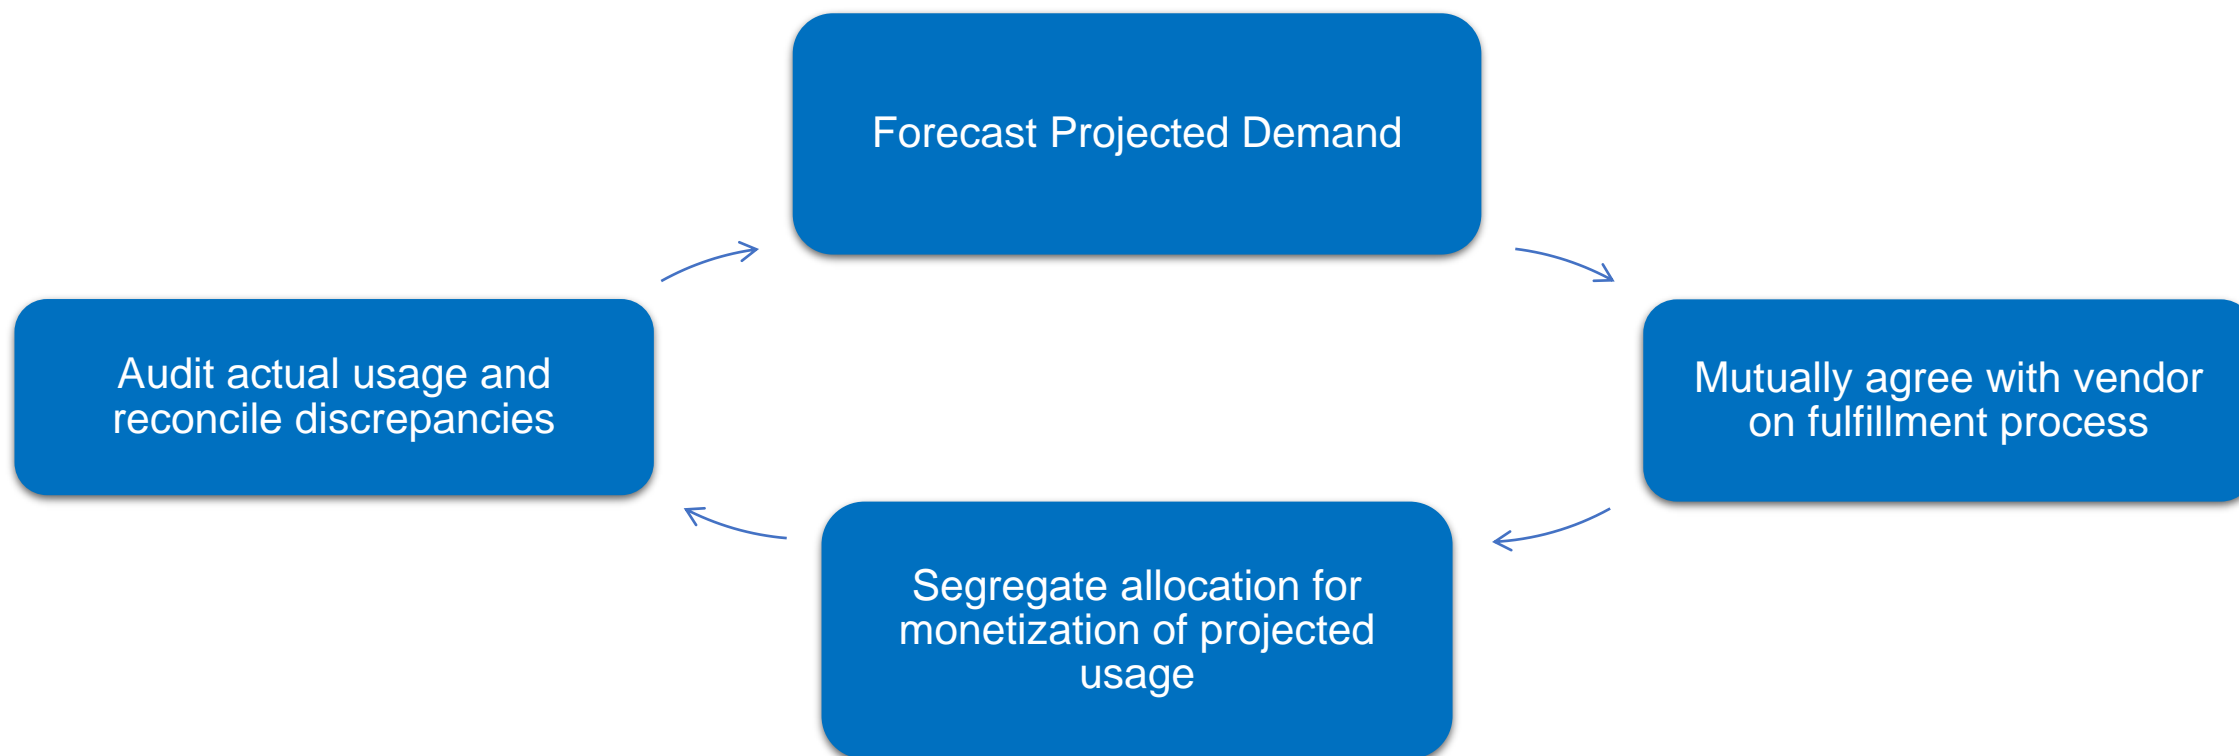 Forecast Projected Demand
Audit actual usage and
reconcile discrepancies
Mutually agree with vendor
on fulfillment process
Segregate allocation for
monetization of projected
usage